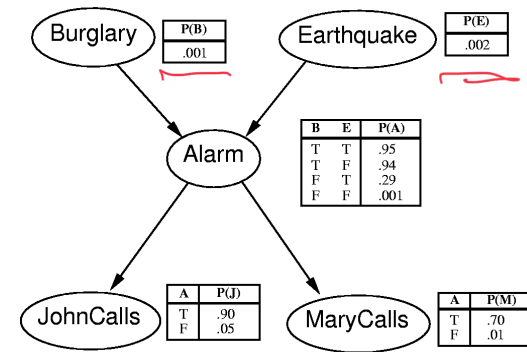 Burglary
P(B)
.001
Earthquake
P(E)
.002
Alarm
B E P(A)
T T .95
T F .94
F T .29
F F .001
JohnCalls
A P(J)
T .90
F .05
MaryCalls
A P(M)
T .70
F .01